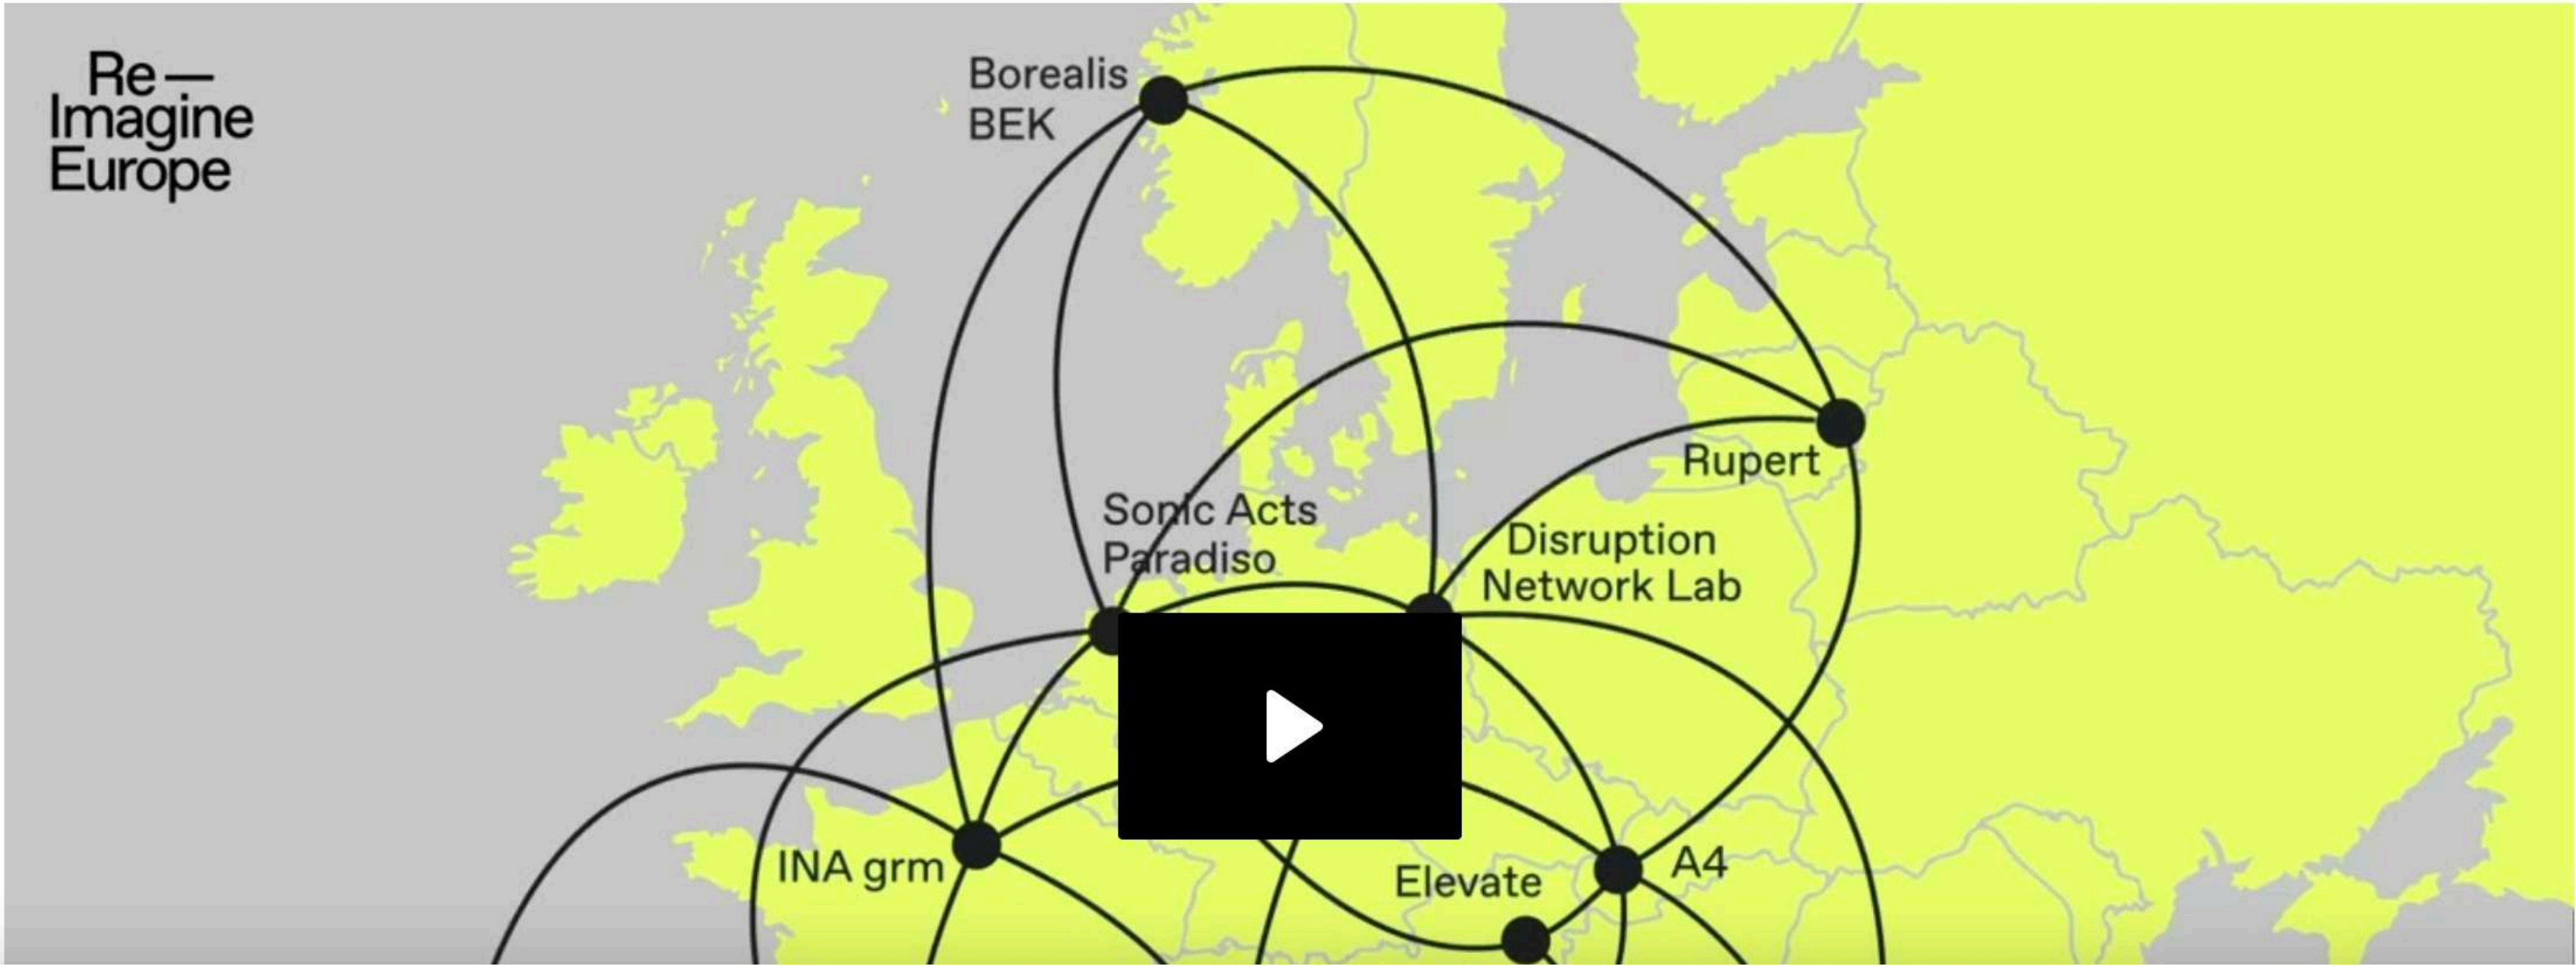 Re —
Imagine
Europe
Borealis
BEK
Rupert
Sonic Acts
Paradiso
Disruption
Network Lab
INA grm
Elevate
A4